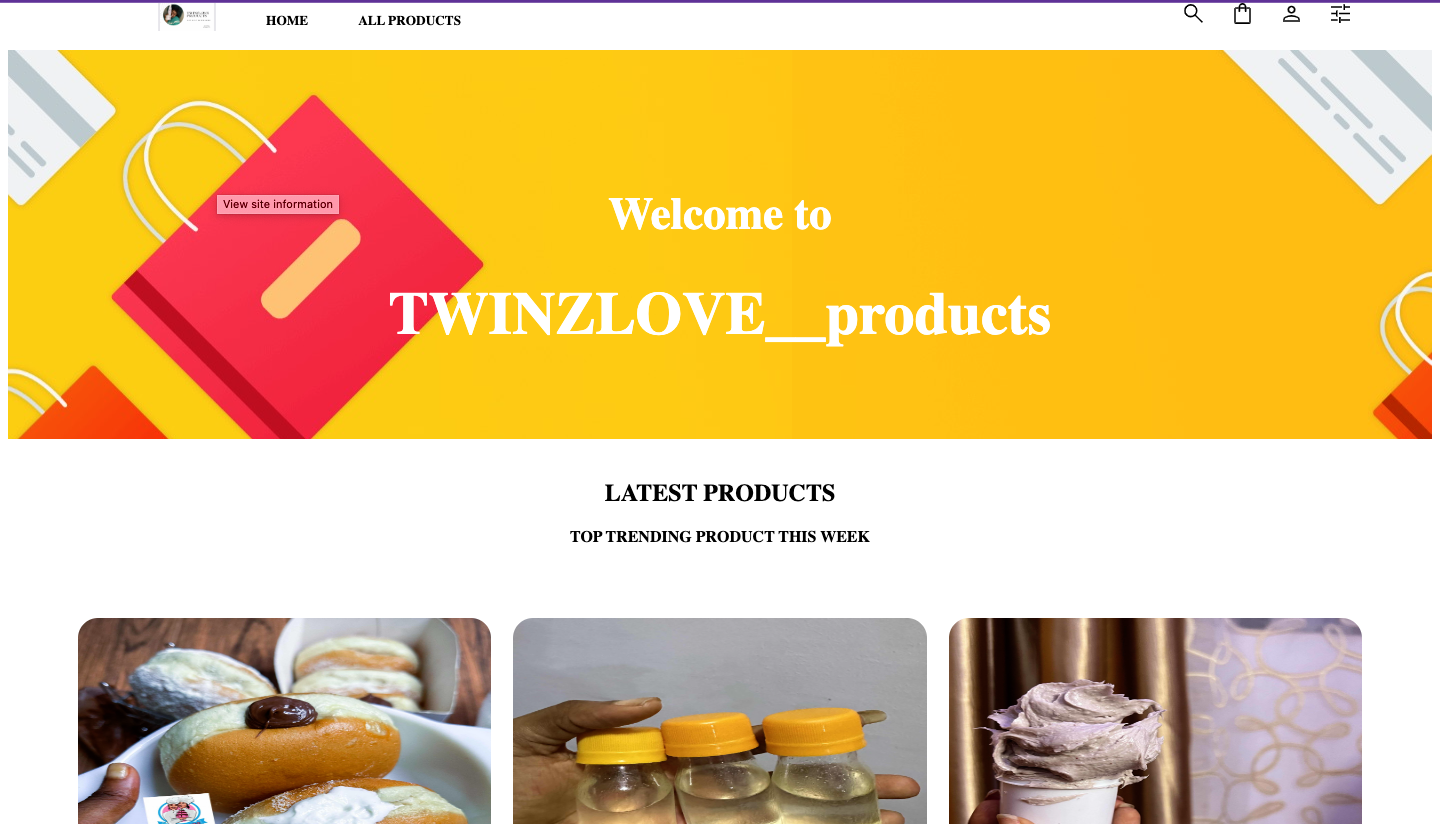 HOME
ALL PRODUCTS
View site information
Welcome to
TWINZLOVE__products
LATEST PRODUCTS
TOP TRENDING PRODUCT THIS WEEK